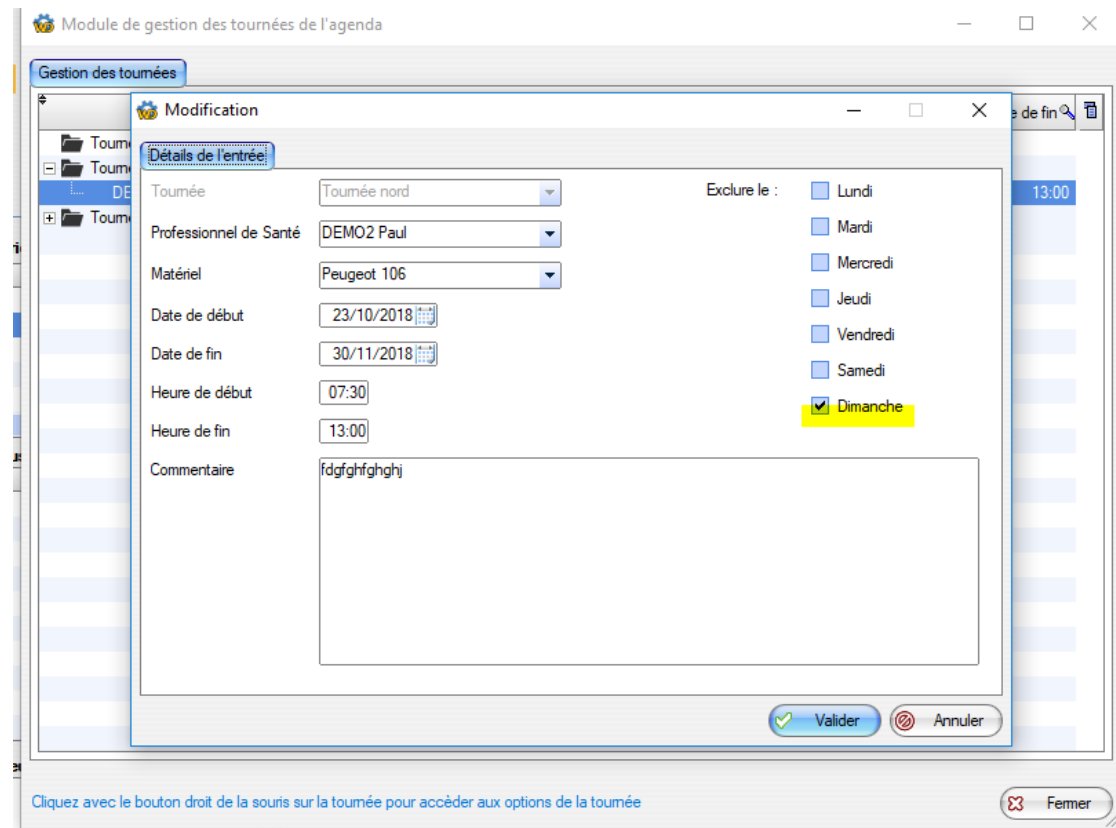 Module de gestion des tournées de l'agenda
Gestion des tournées
Modification
e de fin
Détails de l'entrée
Tournée
Tournée nord
Exclure le :
Lundi
13:00
Professionnel de Santé
DEMO2 Paul
Mardi
Matériel
Peugeot 106
Mercredi
Date de début
23/10/2018
Jeudi
Date de fin
30/11/2018
Vendredi
Heure de début
07:30
Samedi
Heure de fin
13:00
Dimanche
Commentaire
fdgfghfghghj
Valider
Annuler
Cliquez avec le bouton droit de la souris sur la tournée pour accèder aux options de la tournée
Fermer